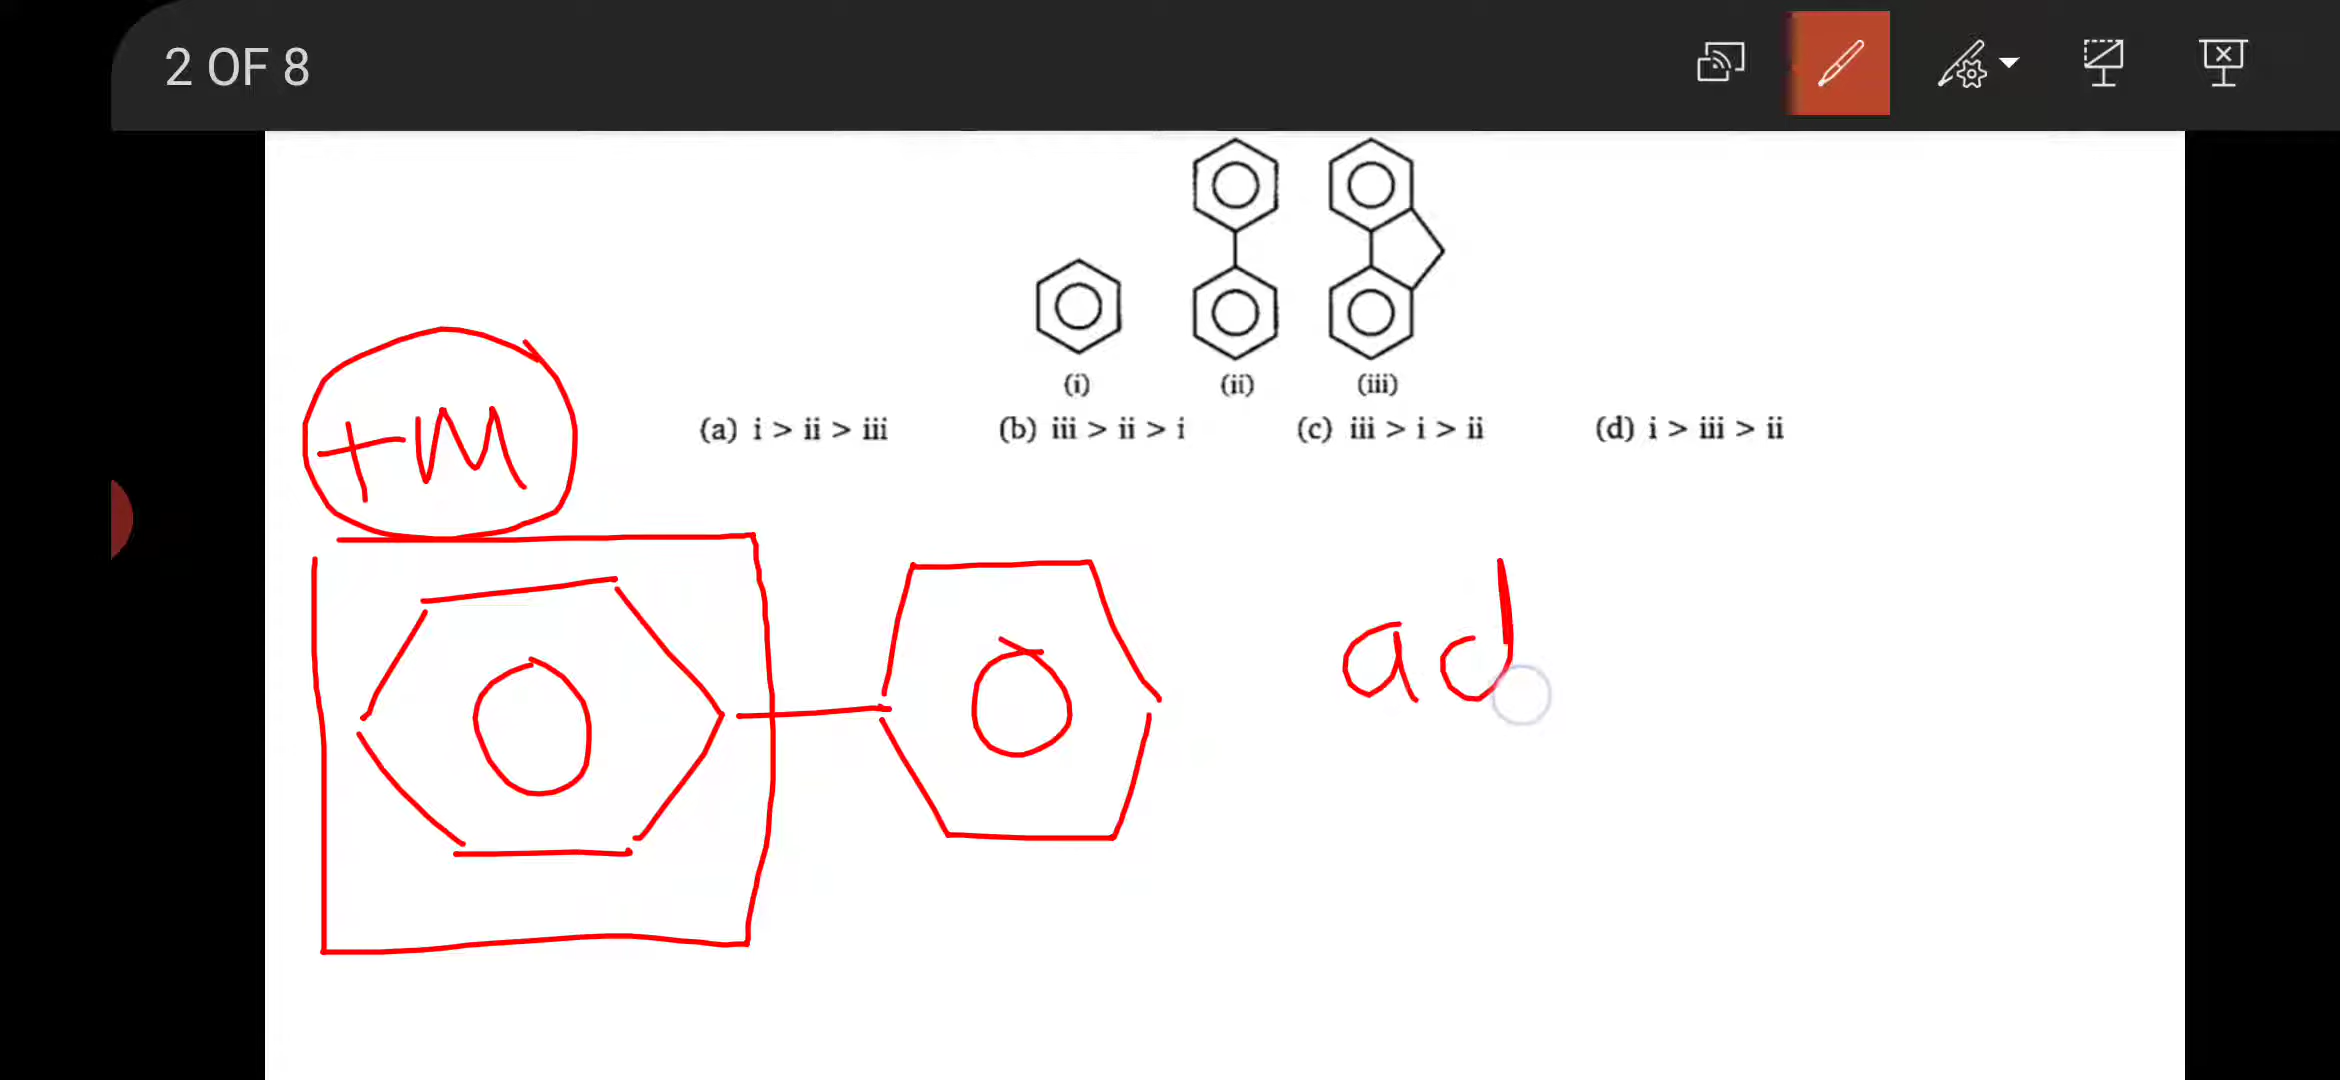 2 OF 8
(i) (ii) (iii)
(a) i > ii > iii (b) iii > ii > i (c) iii > i > ii (d) i > iii > ii
+M
ad